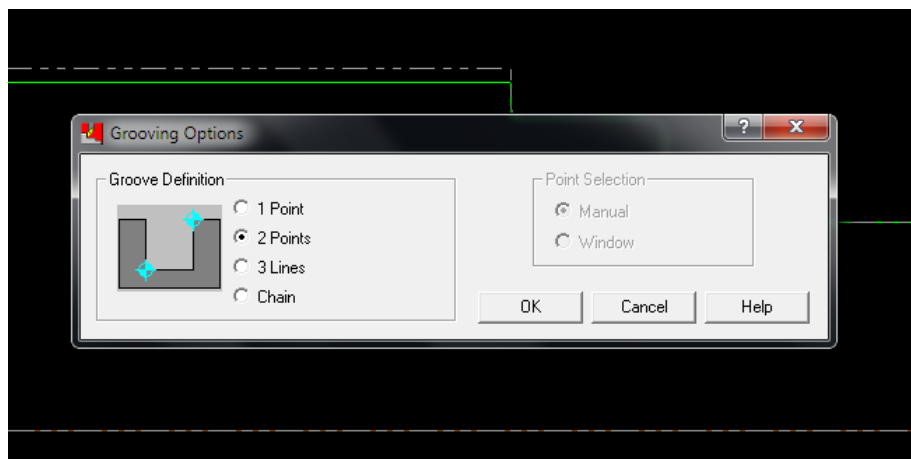 Grooving Options
Groove Definition
1 Point
2 Points
3 Lines
Chain
Point Selection
Manual
Window
OK
Cancel
Help